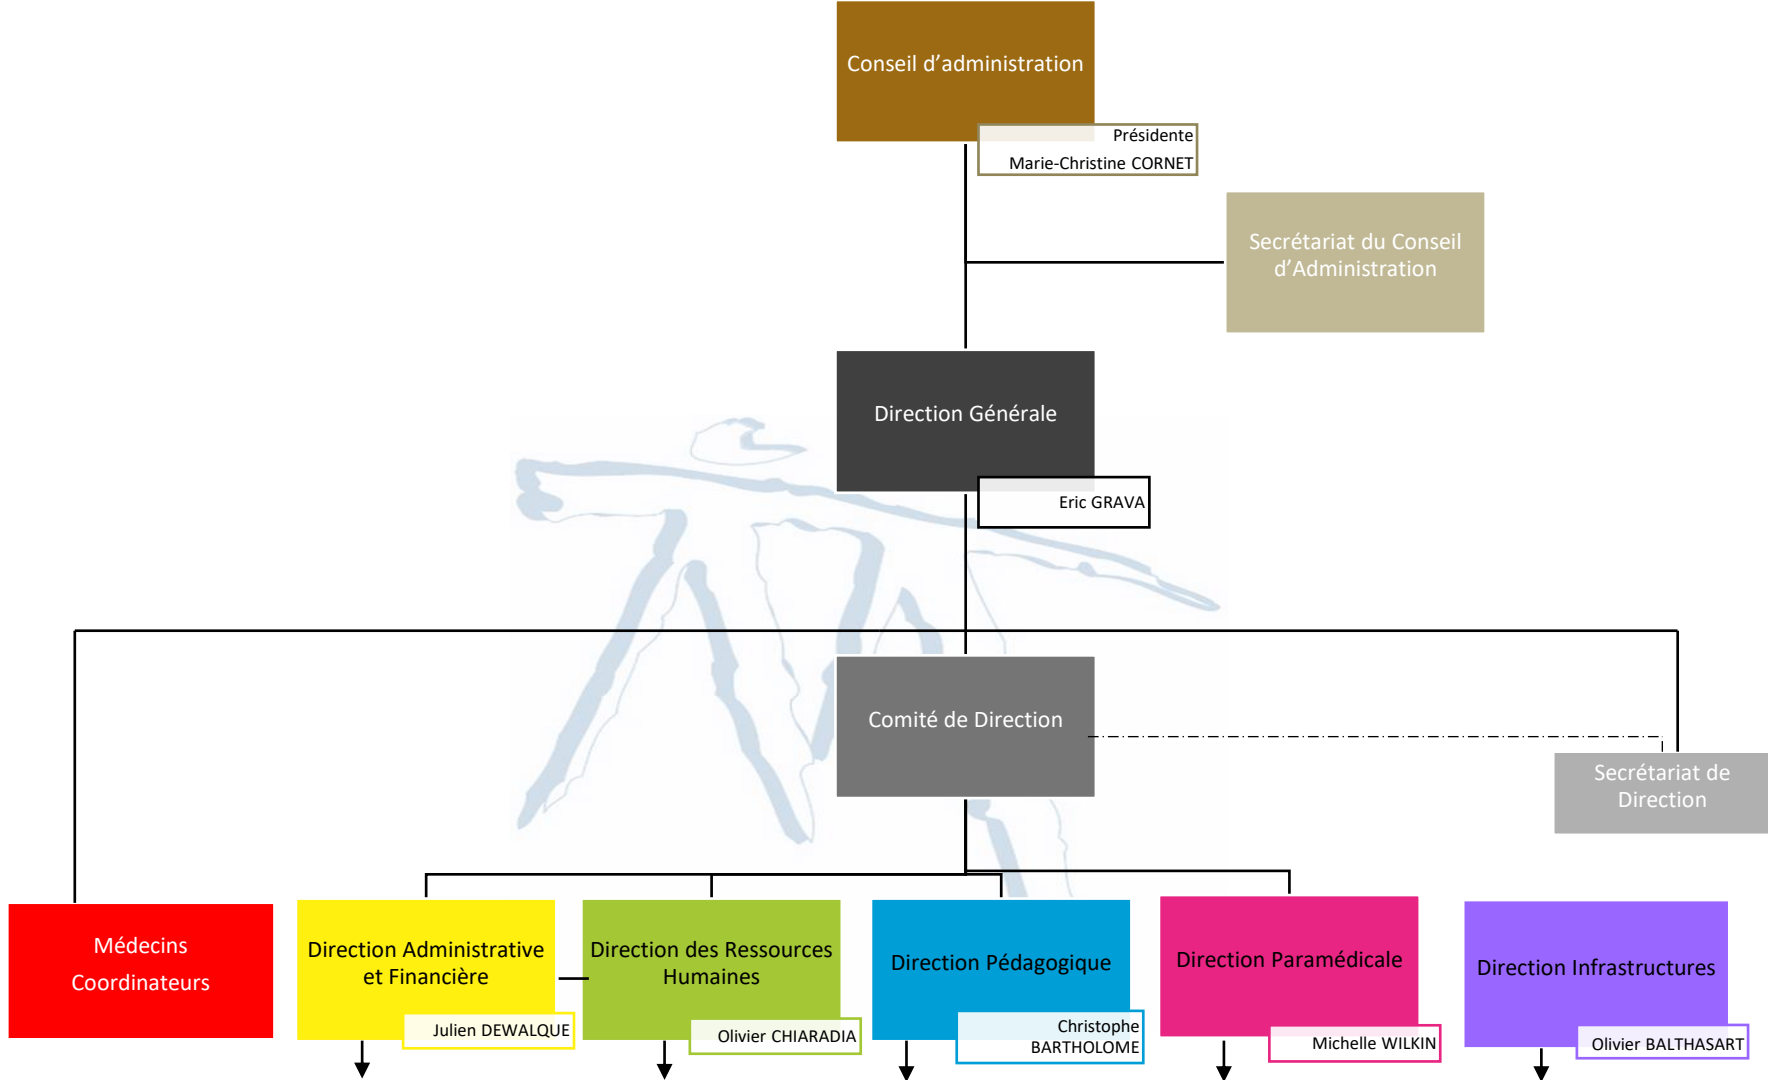 Conseil d’administration
Présidente
Marie-Christine CORNET
Secrétariat du Conseil
d’Administration
Direction Générale
Eric GRAVA
Comité de Direction
Secrétariat de
Direction
Médecins
Coordinateurs
Direction Administrative
et Financière
Julien DEWALQUE
Direction des Ressources
Humaines
Olivier CHIARADIA
Direction Pédagogique
Christophe
BARTHOLOME
Direction Paramédicale
Michelle WILKIN
Direction Infrastructures
Olivier BALTHASART